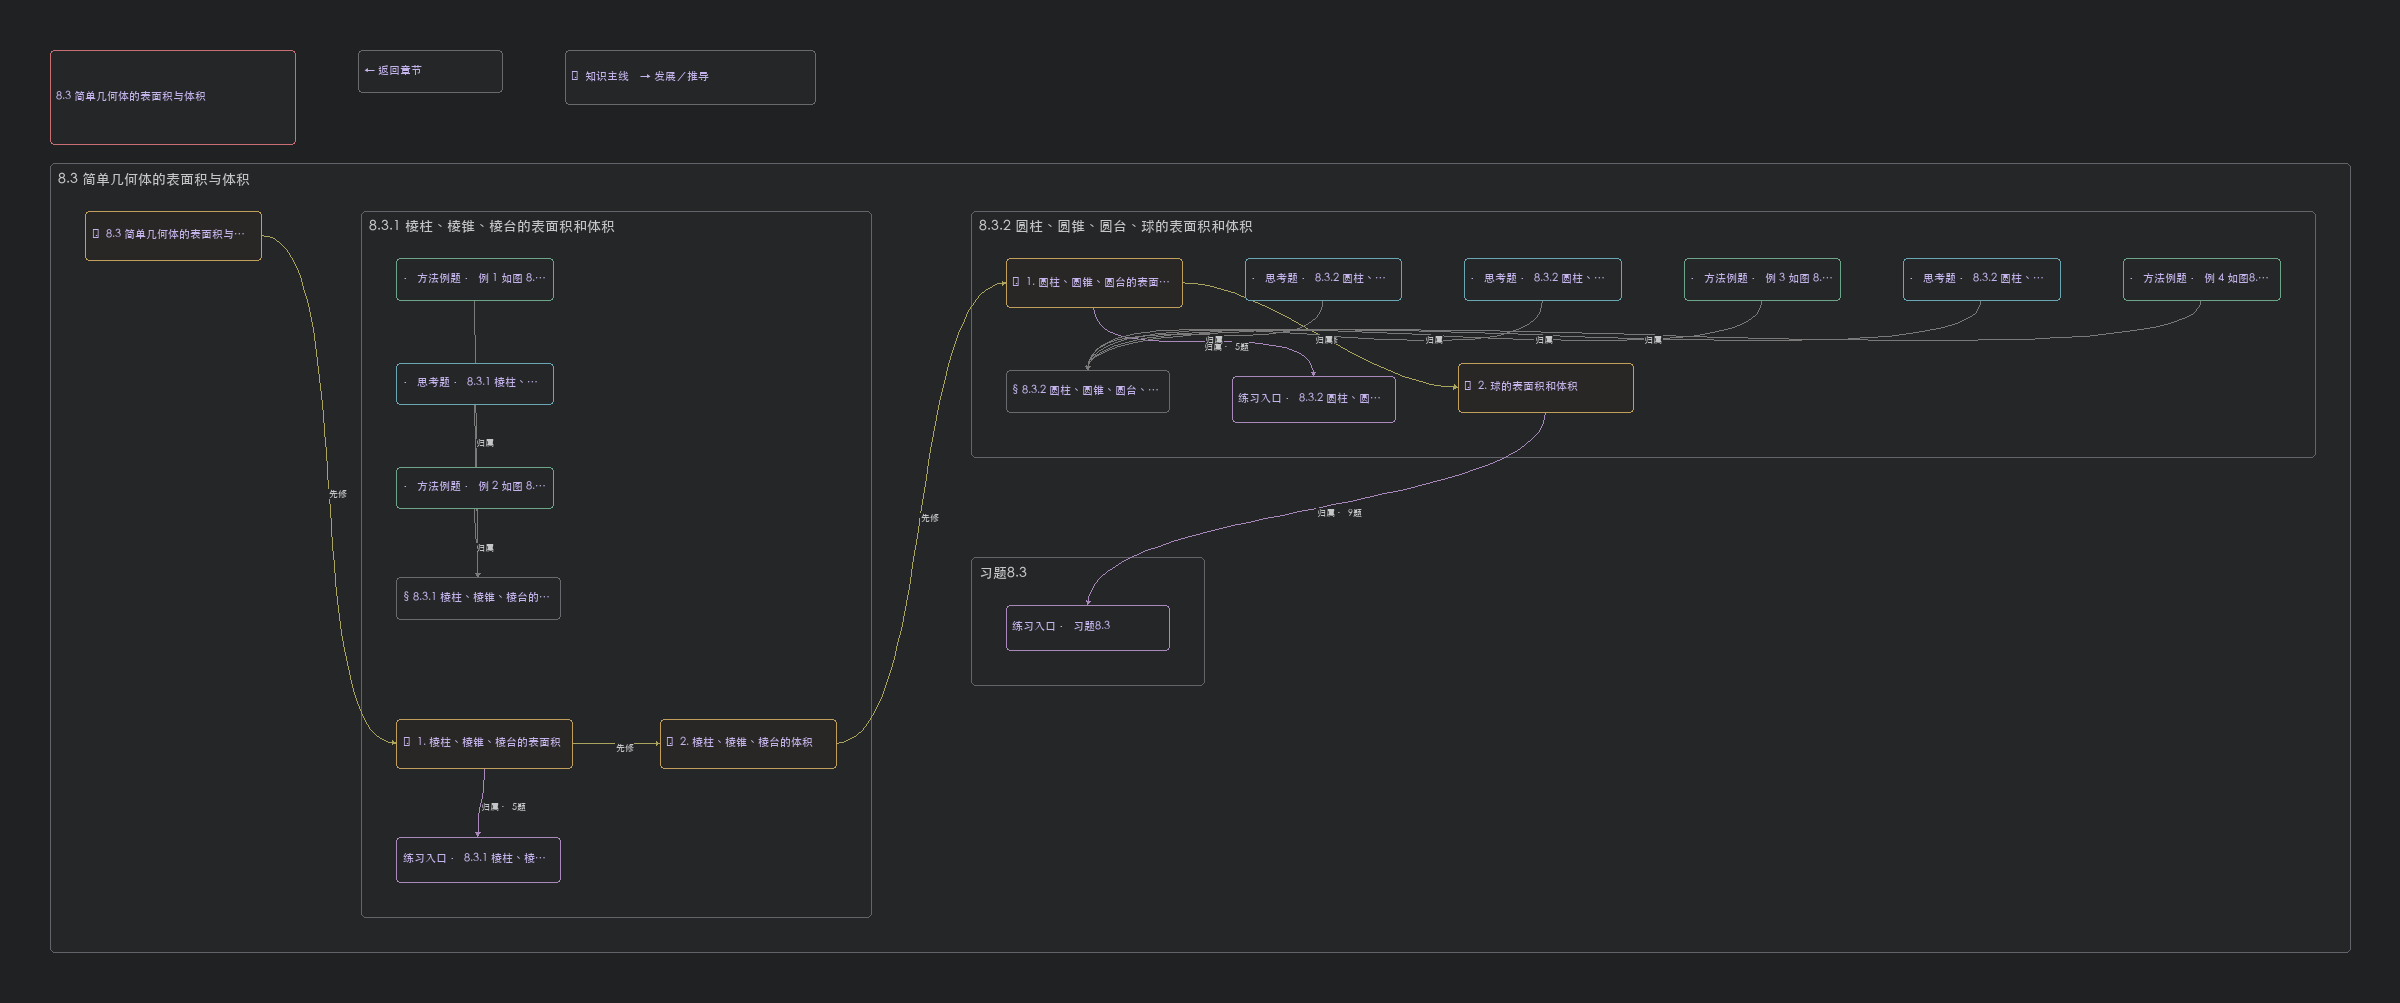 8.3 简单几何体的表面积与体积
← 返回章节
知识主线 → 发展／推导
8.3 简单几何体的表面积与体积
8.3 简单几何体的表面积与…
8.3.1 棱柱、棱锥、棱台的表面积和体积
· 方法例题 · 例 1 如图 8.…
· 思考题 · 8.3.1 棱柱、…
归属
· 方法例题 · 例 2 如图 8.…
归属
§ 8.3.1 棱柱、棱锥、棱台的…
先修
1. 棱柱、棱锥、棱台的表面积
先修
2. 棱柱、棱锥、棱台的体积
归属 · 5题
练习入口 · 8.3.1 棱柱、棱…
先修
8.3.2 圆柱、圆锥、圆台、球的表面积和体积
1. 圆柱、圆锥、圆台的表面…
· 思考题 · 8.3.2 圆柱、…
· 思考题 · 8.3.2 圆柱、…
· 方法例题 · 例 3 如图 8.…
· 思考题 · 8.3.2 圆柱、…
· 方法例题 · 例 4 如图8.…
归属
归属
归属
归属
归属
归属 · 5题
§ 8.3.2 圆柱、圆锥、圆台、…
练习入口 · 8.3.2 圆柱、圆…
2. 球的表面积和体积
归属 · 9题
习题8.3
练习入口 · 习题8.3